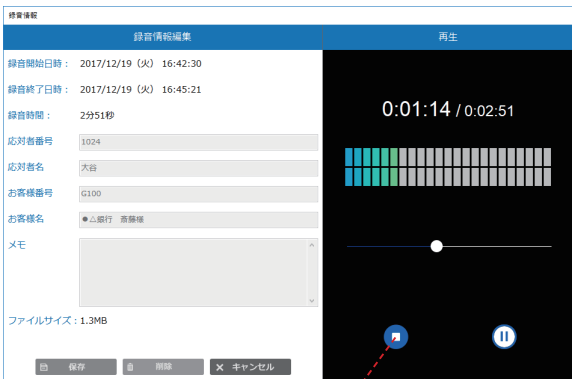 録音情報
録音情報編集
再生
録音開始日時： 2017/12/19（火） 16:42:30
録音終了日時： 2017/12/19（火） 16:45:21
録音時間： 2分51秒
応対者番号 1024
応対者名 大谷
お客様番号 G100
お客様名 ●△銀行　斎藤様
メモ
ファイルサイズ：1.3MB
保存 削除 × キャンセル
0:01:14 / 0:02:51